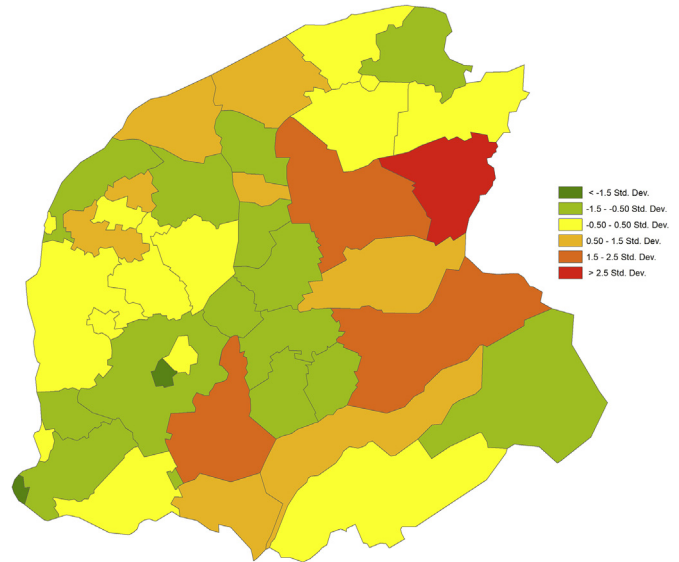 < -1.5 Std. Dev.
-1.5 - -0.50 Std. Dev.
-0.50 - 0.50 Std. Dev.
0.50 - 1.5 Std. Dev.
1.5 - 2.5 Std. Dev.
> 2.5 Std. Dev.